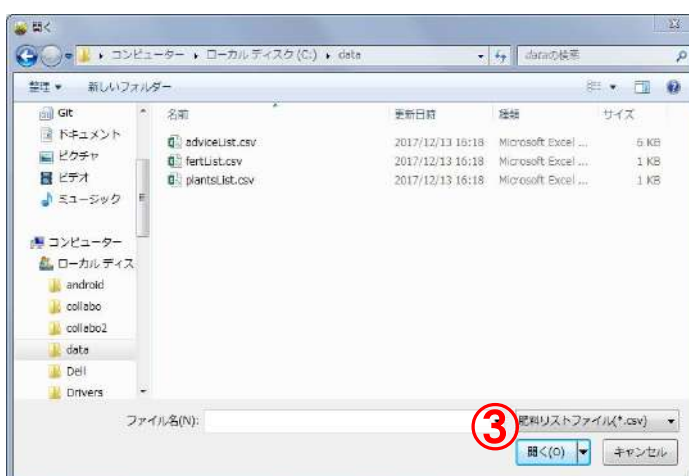 開く
コンピューター ▸ ローカル ディスク (C:) ▸ data
dataの検索
整理 ▼ 新しいフォルダー
名前 更新日時 種類 サイズ
adviceList.csv 2017/12/13 16:18 Microsoft Excel ... 6 KB
fertList.csv 2017/12/13 16:18 Microsoft Excel ... 1 KB
plantsList.csv 2017/12/13 16:18 Microsoft Excel ... 1 KB
Git
ドキュメント
ピクチャ
ビデオ
ミュージック
コンピューター
ローカル ディス
android
collabo
collabo2
data
Dell
Drivers
ファイル名(N):
③
肥料リストファイル(*.csv)
開く(O) キャンセル